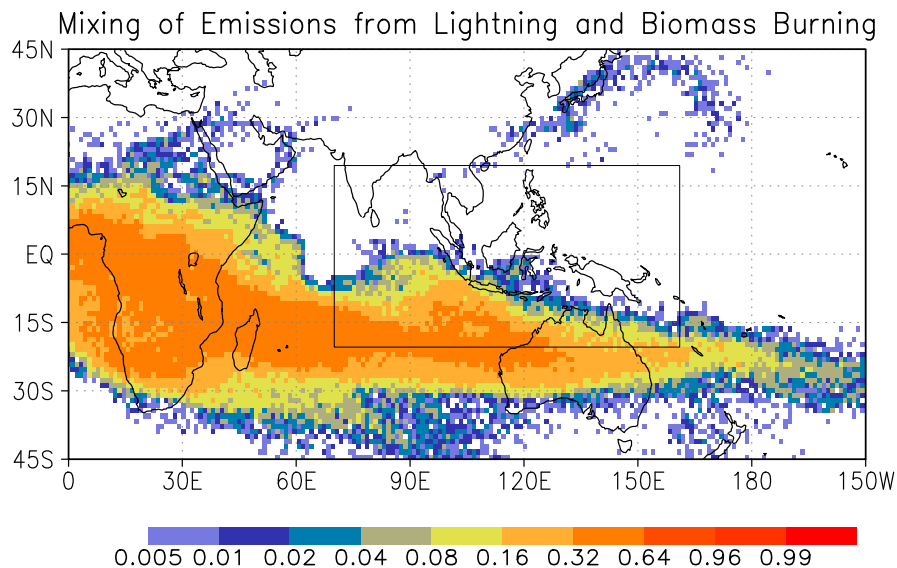 Mixing of Emissions from Lightning and Biomass Burning
45N
30N
15N
EQ
15S
30S
45S
0 30E 60E 90E 120E 150E 180 150W
0.005 0.01 0.02 0.04 0.08 0.16 0.32 0.64 0.96 0.99